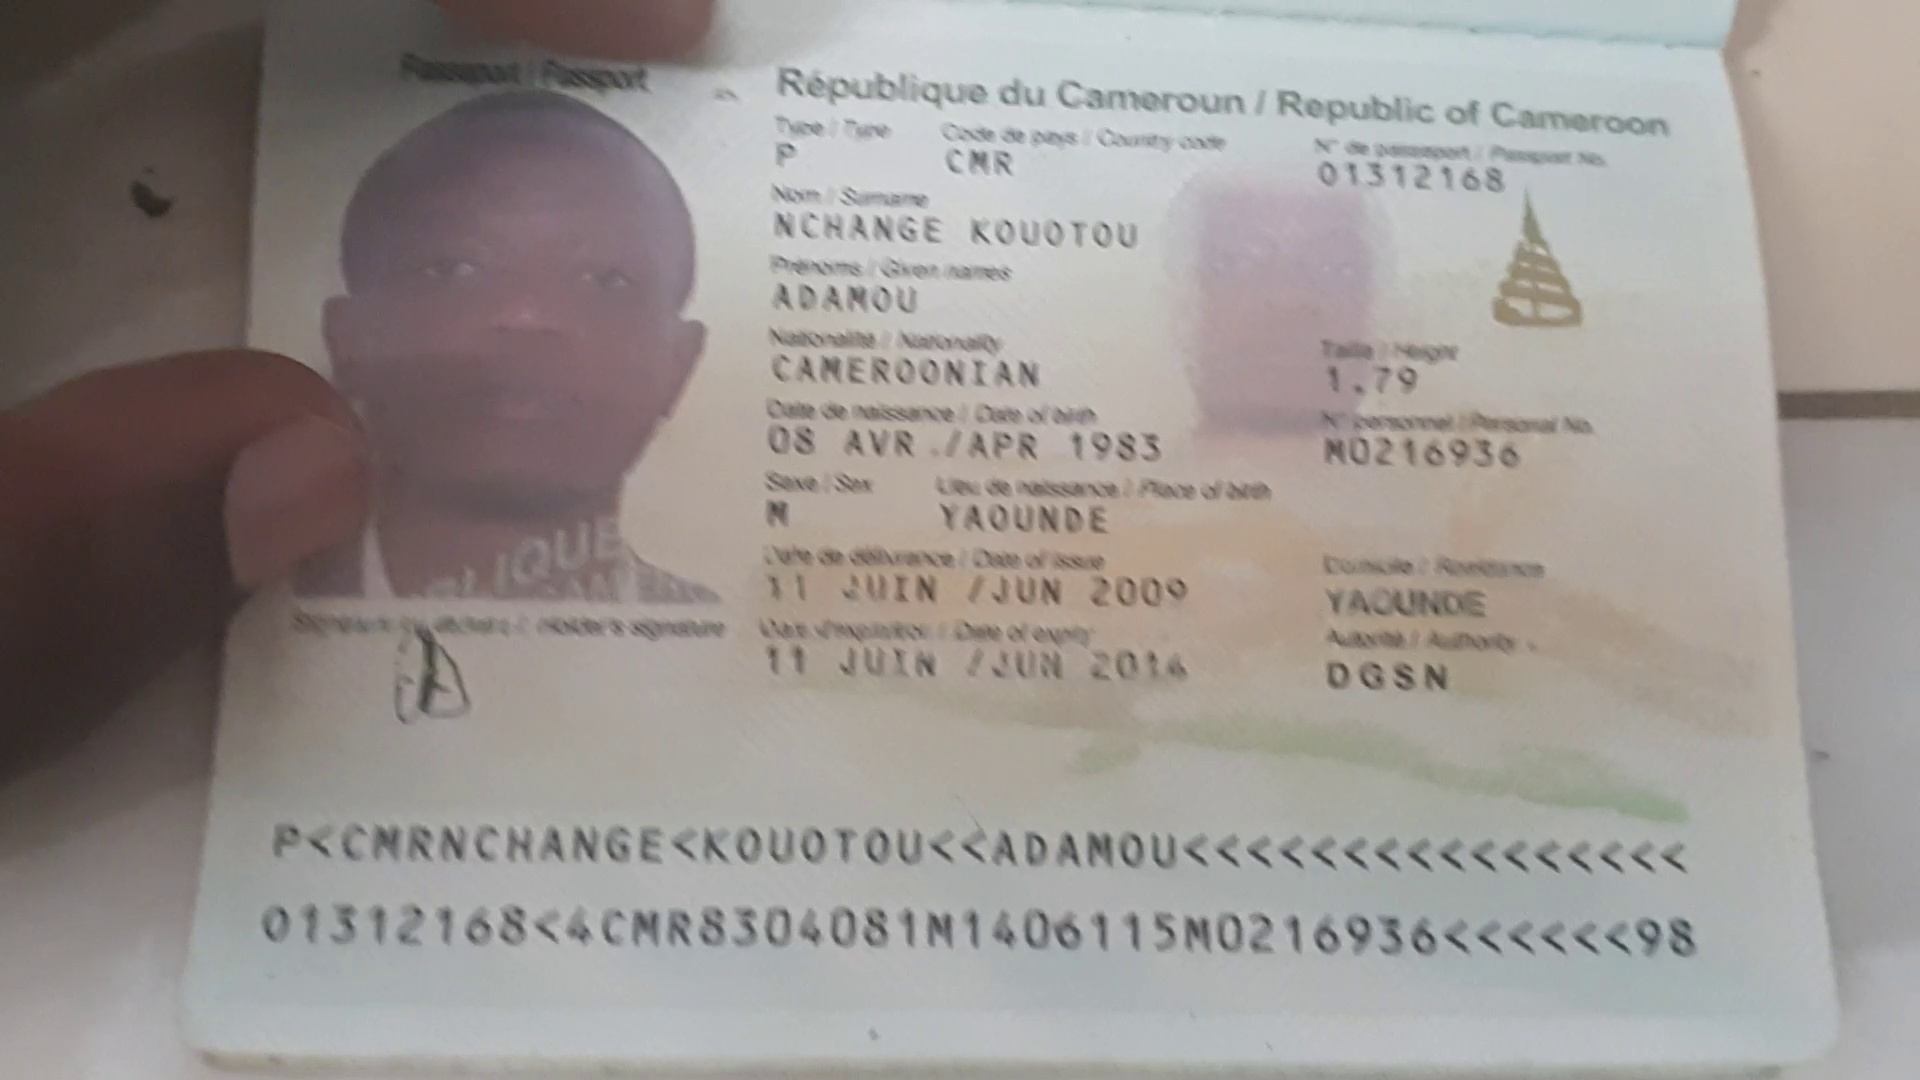 Passeport / Passport
République du Cameroun / Republic of Cameroon
Type / Type Code de pays / Country code N° de passeport / Passport No.
P CMR 01312168
Nom / Surname
NCHANGE KOUOTOU
Prénoms / Given names
ADAMOU
Nationalité / Nationality Taille / Height
CAMEROONIAN 1.79
Date de naissance / Date of birth N° personnel / Personal No.
08 AVR./APR 1983 M0216936
Sexe / Sex Lieu de naissance / Place of birth
M YAOUNDE
Date de délivrance / Date of issue Domicile / Residence
11 JUIN /JUN 2009 YAOUNDE
Date d'expiration / Date of expiry Autorité / Authority
11 JUIN /JUN 2014 DGSN
Signature du titulaire / Holder's signature
P<CMRNCHANGE<KOUOTOU<<ADAMOU<<<<<<<<<<<<<<<<
01312168<4CMR8304081M1406115M0216936<<<<<<98